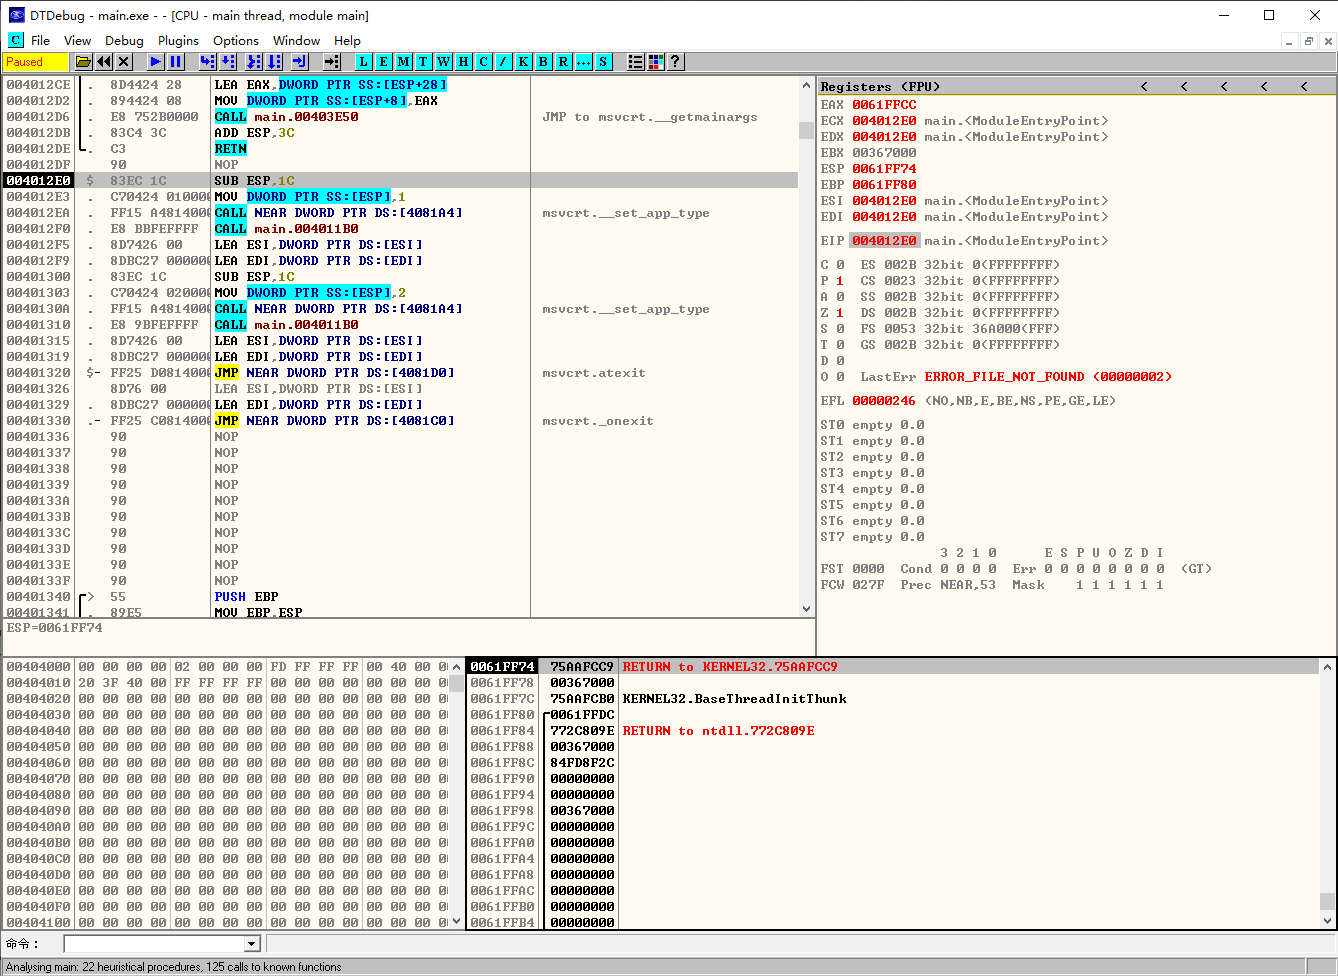 DTDebug - main.exe - - [CPU - main thread, module main]
C File View Debug Plugins Options Window Help
Paused L E M T W H C / K B R ... S ?
004012CE . 8D4424 28 LEA EAX,DWORD PTR SS:[ESP+28]
004012D2 . 894424 08 MOV DWORD PTR SS:[ESP+8],EAX
004012D6 . E8 752B0000 CALL main.00403E50 JMP to msvcrt.__getmainargs
004012DB . 83C4 3C ADD ESP,3C
004012DE . C3 RETN
004012DF 90 NOP
004012E0 $ 83EC 1C SUB ESP,1C
004012E3 . C70424 010000 MOV DWORD PTR SS:[ESP],1
004012EA . FF15 A4814000 CALL NEAR DWORD PTR DS:[4081A4] msvcrt.__set_app_type
004012F0 . E8 BBFEFFFF CALL main.004011B0
004012F5 . 8D7426 00 LEA ESI,DWORD PTR DS:[ESI]
004012F9 . 8DBC27 000000 LEA EDI,DWORD PTR DS:[EDI]
00401300 . 83EC 1C SUB ESP,1C
00401303 . C70424 020000 MOV DWORD PTR SS:[ESP],2
0040130A . FF15 A4814000 CALL NEAR DWORD PTR DS:[4081A4] msvcrt.__set_app_type
00401310 . E8 9BFEFFFF CALL main.004011B0
00401315 . 8D7426 00 LEA ESI,DWORD PTR DS:[ESI]
00401319 . 8DBC27 000000 LEA EDI,DWORD PTR DS:[EDI]
00401320 $- FF25 D0814000 JMP NEAR DWORD PTR DS:[4081D0] msvcrt.atexit
00401326 8D76 00 LEA ESI,DWORD PTR DS:[ESI]
00401329 . 8DBC27 000000 LEA EDI,DWORD PTR DS:[EDI]
00401330 .- FF25 C0814000 JMP NEAR DWORD PTR DS:[4081C0] msvcrt._onexit
00401336 90 NOP
00401337 90 NOP
00401338 90 NOP
00401339 90 NOP
0040133A 90 NOP
0040133B 90 NOP
0040133C 90 NOP
0040133D 90 NOP
0040133E 90 NOP
0040133F 90 NOP
00401340 > 55 PUSH EBP
00401341 . 89E5 MOV EBP,ESP
ESP=0061FF74
Registers (FPU) < < < < <
EAX 0061FFCC
ECX 004012E0 main.<ModuleEntryPoint>
EDX 004012E0 main.<ModuleEntryPoint>
EBX 00367000
ESP 0061FF74
EBP 0061FF80
ESI 004012E0 main.<ModuleEntryPoint>
EDI 004012E0 main.<ModuleEntryPoint>
EIP 004012E0 main.<ModuleEntryPoint>
C 0 ES 002B 32bit 0(FFFFFFFF)
P 1 CS 0023 32bit 0(FFFFFFFF)
A 0 SS 002B 32bit 0(FFFFFFFF)
Z 1 DS 002B 32bit 0(FFFFFFFF)
S 0 FS 0053 32bit 36A000(FFF)
T 0 GS 002B 32bit 0(FFFFFFFF)
D 0
O 0 LastErr ERROR_FILE_NOT_FOUND (00000002)
EFL 00000246 (NO,NB,E,BE,NS,PE,GE,LE)
ST0 empty 0.0
ST1 empty 0.0
ST2 empty 0.0
ST3 empty 0.0
ST4 empty 0.0
ST5 empty 0.0
ST6 empty 0.0
ST7 empty 0.0
3 2 1 0 E S P U O Z D I
FST 0000 Cond 0 0 0 0 Err 0 0 0 0 0 0 0 0 (GT)
FCW 027F Prec NEAR,53 Mask 1 1 1 1 1 1
00404000 00 00 00 00 02 00 00 00 FD FF FF FF 00 40 00 0
00404010 20 3F 40 00 FF FF FF FF 00 00 00 00 00 00 00 0
00404020 00 00 00 00 00 00 00 00 00 00 00 00 00 00 00 0
00404030 00 00 00 00 00 00 00 00 00 00 00 00 00 00 00 0
00404040 00 00 00 00 00 00 00 00 00 00 00 00 00 00 00 0
00404050 00 00 00 00 00 00 00 00 00 00 00 00 00 00 00 0
00404060 00 00 00 00 00 00 00 00 00 00 00 00 00 00 00 0
00404070 00 00 00 00 00 00 00 00 00 00 00 00 00 00 00 0
00404080 00 00 00 00 00 00 00 00 00 00 00 00 00 00 00 0
00404090 00 00 00 00 00 00 00 00 00 00 00 00 00 00 00 0
004040A0 00 00 00 00 00 00 00 00 00 00 00 00 00 00 00 0
004040B0 00 00 00 00 00 00 00 00 00 00 00 00 00 00 00 0
004040C0 00 00 00 00 00 00 00 00 00 00 00 00 00 00 00 0
004040D0 00 00 00 00 00 00 00 00 00 00 00 00 00 00 00 0
004040E0 00 00 00 00 00 00 00 00 00 00 00 00 00 00 00 0
004040F0 00 00 00 00 00 00 00 00 00 00 00 00 00 00 00 0
00404100 00 00 00 00 00 00 00 00 00 00 00 00 00 00 00 0
0061FF74 75AAFCC9 RETURN to KERNEL32.75AAFCC9
0061FF78 00367000
0061FF7C 75AAFCB0 KERNEL32.BaseThreadInitThunk
0061FF80 0061FFDC
0061FF84 772C809E RETURN to ntdll.772C809E
0061FF88 00367000
0061FF8C 84FD8F2C
0061FF90 00000000
0061FF94 00000000
0061FF98 00367000
0061FF9C 00000000
0061FFA0 00000000
0061FFA4 00000000
0061FFA8 00000000
0061FFAC 00000000
0061FFB0 00000000
0061FFB4 00000000
命令：
Analysing main: 22 heuristical procedures, 125 calls to known functions